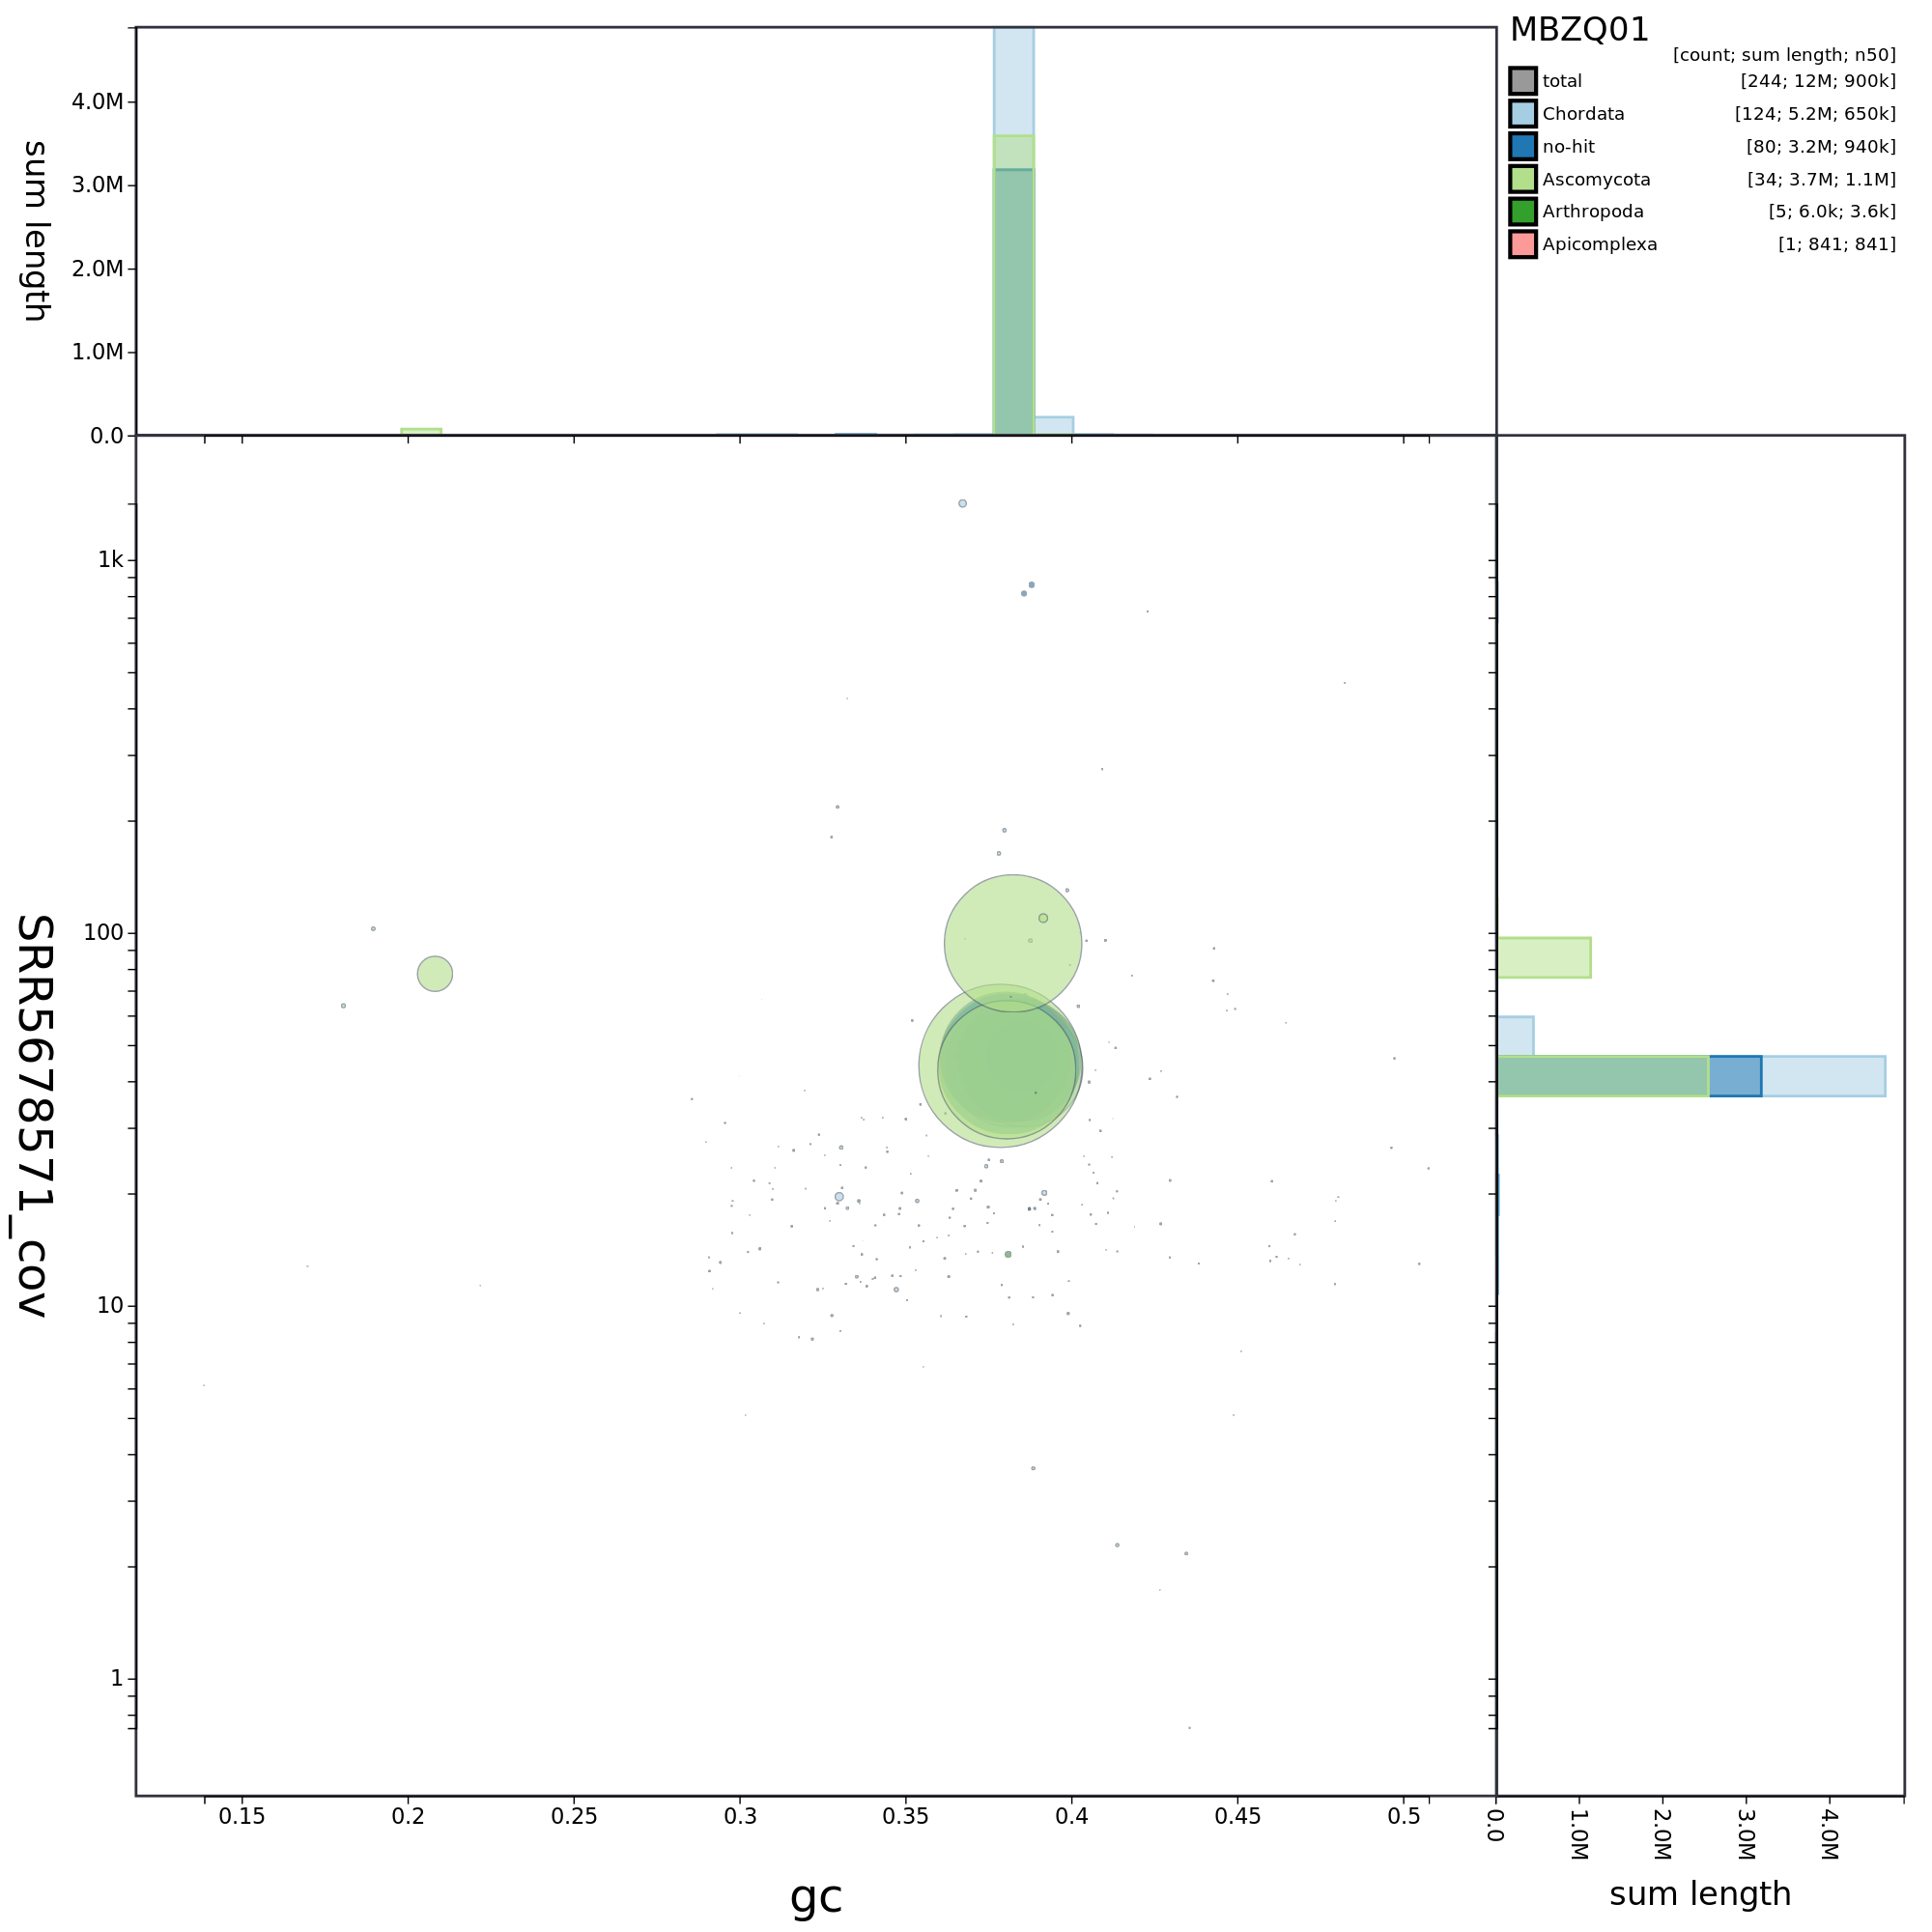 MBZQ01
[count; sum length; n50]
total [244; 12M; 900k]
Chordata [124; 5.2M; 650k]
no-hit [80; 3.2M; 940k]
Ascomycota [34; 3.7M; 1.1M]
Arthropoda [5; 6.0k; 3.6k]
Apicomplexa [1; 841; 841]
sum length
4.0M
3.0M
2.0M
1.0M
0.0
SRR5678571_cov
1k
100
10
1
0.15 0.2 0.25 0.3 0.35 0.4 0.45 0.5
gc
0.0 1.0M 2.0M 3.0M 4.0M
sum length